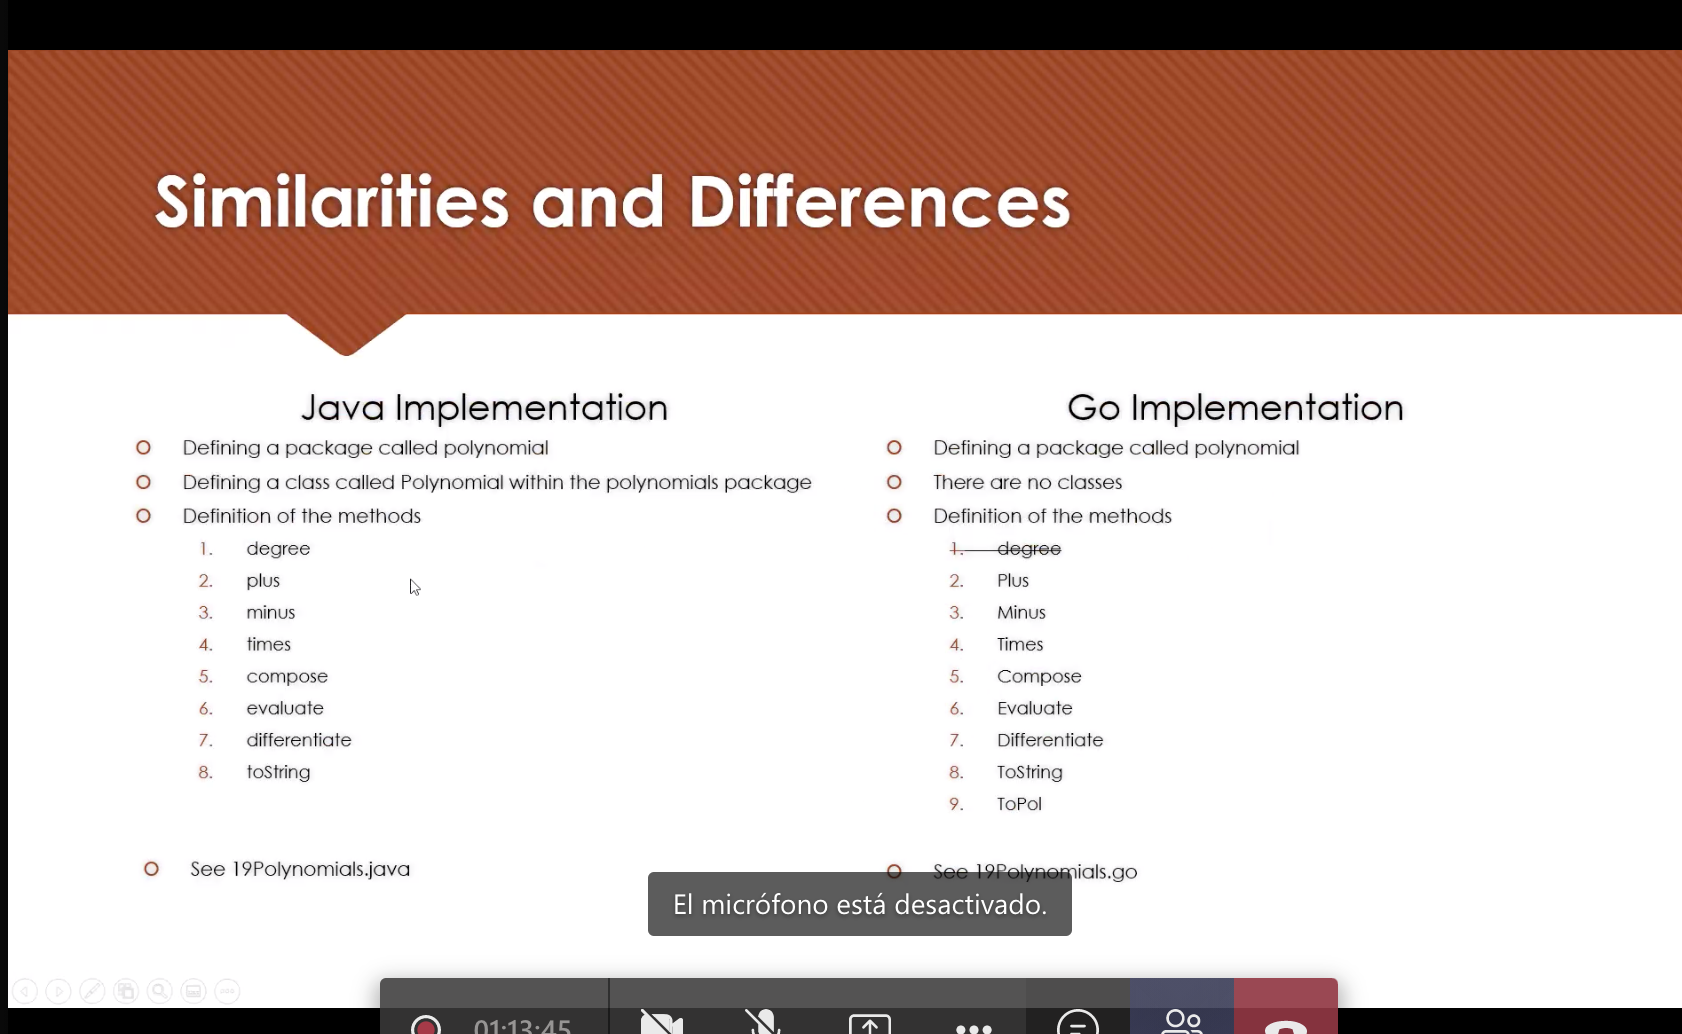 Similarities and Differences
Java Implementation
Defining a package called polynomial
Defining a class called Polynomial within the polynomials package
Definition of the methods
1. degree
2. plus
3. minus
4. times
5. compose
6. evaluate
7. differentiate
8. toString
See 19Polynomials.java
Go Implementation
Defining a package called polynomial
There are no classes
Definition of the methods
1. degree
2. Plus
3. Minus
4. Times
5. Compose
6. Evaluate
7. Differentiate
8. ToString
9. ToPol
See 19Polynomials.go
El micrófono está desactivado.
01:13:45